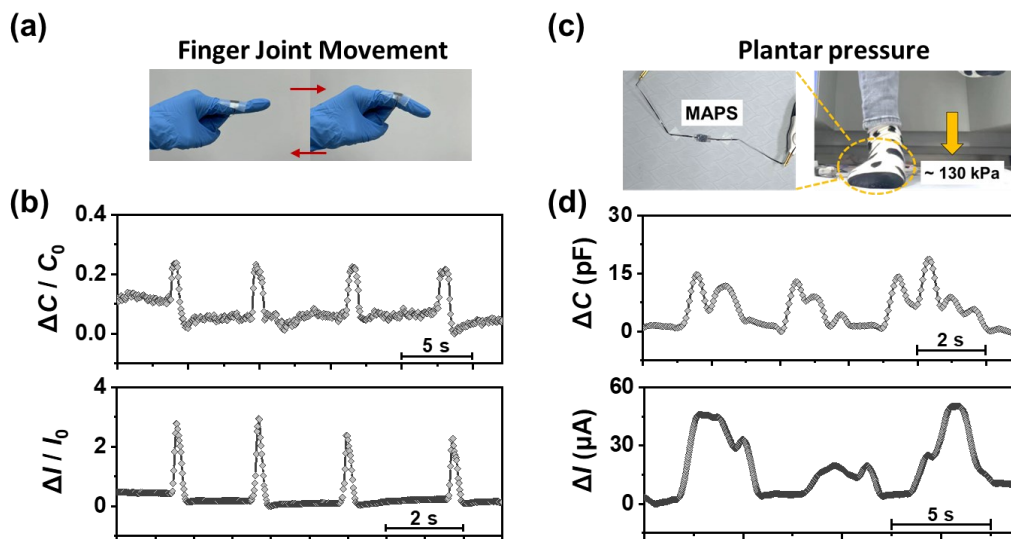 (a)
Finger Joint Movement
(c)
Plantar pressure
MAPS
~ 130 kPa
(b)
0.4
0.2
0.0
ΔC / C₀
5 s
4
2
0
ΔI / I₀
2 s
(d)
30
15
0
ΔC (pF)
2 s
60
30
0
ΔI (μA)
5 s